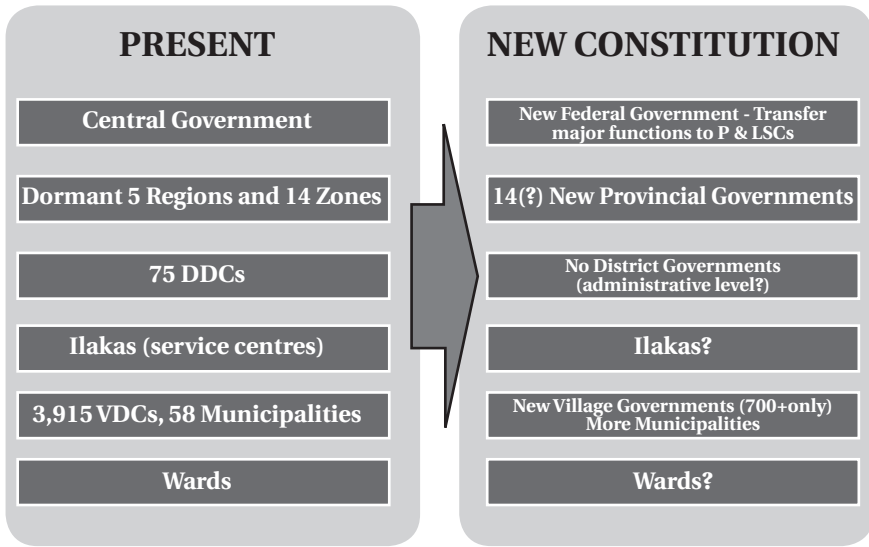 PRESENT
Central Government
Dormant 5 Regions and 14 Zones
75 DDCs
Ilakas (service centres)
3,915 VDCs, 58 Municipalities
Wards
NEW CONSTITUTION
New Federal Government - Transfer
major functions to P & LSCs
14(?) New Provincial Governments
No District Governments
(administrative level?)
Ilakas?
New Village Governments (700+only)
More Municipalities
Wards?